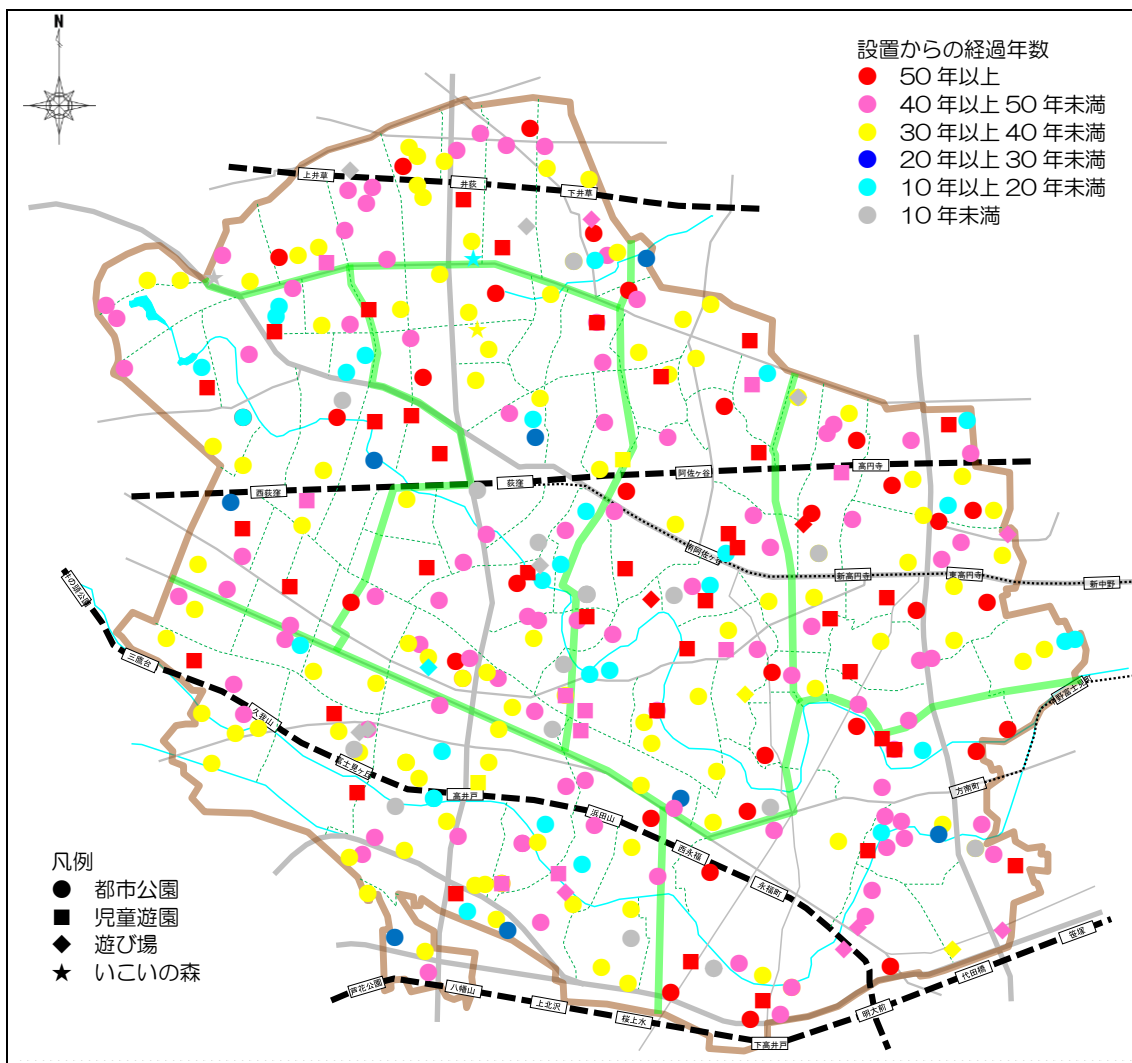 N
設置からの経過年数
50 年以上
40 年以上 50 年未満
30 年以上 40 年未満
20 年以上 30 年未満
10 年以上 20 年未満
10 年未満
上井草
井荻
下井草
西荻窪
荻窪
阿佐ヶ谷
高円寺
南阿佐ヶ谷
新高円寺
東高円寺
新中野
井の頭公園
三鷹台
久我山
富士見ヶ丘
高井戸
浜田山
西永福
永福町
中野富士見町
方南町
凡例
都市公園
児童遊園
遊び場
いこいの森
芦花公園
八幡山
上北沢
桜上水
下高井戸
明大前
代田橋
笹塚